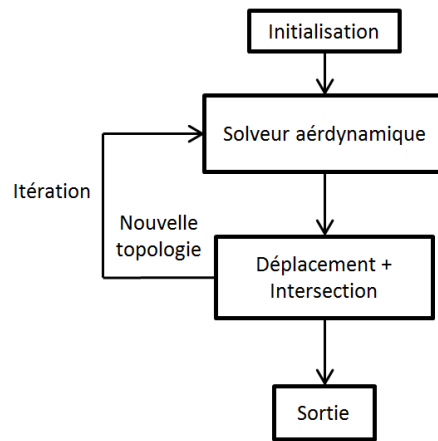 Initialisation
Solveur aérdynamique
Itération
Nouvelle
topologie
Déplacement +
Intersection
Sortie